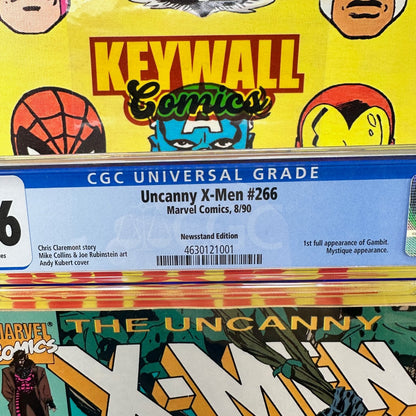 KEYWALL
Comics
CGC UNIVERSAL GRADE
Uncanny X-Men #266
Marvel Comics, 8/90
6
es
Chris Claremont story
Mike Collins & Joe Rubinstein art
Andy Kubert cover
4630121001
Newsstand Edition
1st full appearance of Gambit.
Mystique appearance.
MARVEL
COMICS
THE UNCANNY
X-MEN